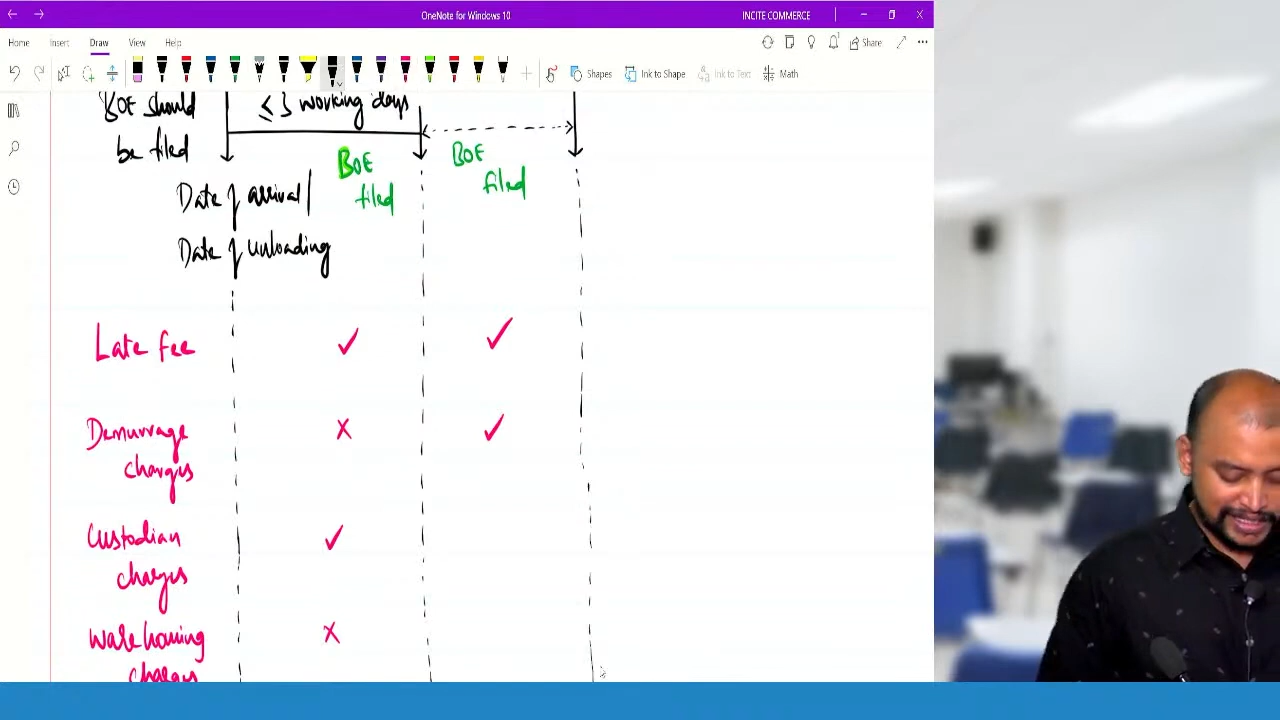 OneNote for Windows 10
INCITE COMMERCE
Home Insert Draw View Help
Share
Shapes Ink to Shape Ink to Text Math
BOE should
be filed
≤ 3 working days
BOE
filed
BOE
filed
Date of arrival/
Date of unloading
Late fee ✓ ✓
Demurrage
charges
x ✓
Custodian
charges
✓
Warehousing
charges
x